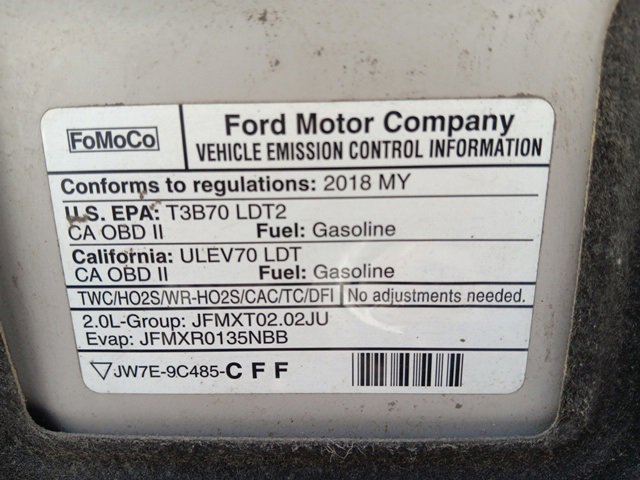 FoMoCo
Ford Motor Company
VEHICLE EMISSION CONTROL INFORMATION
Conforms to regulations: 2018 MY
U.S. EPA: T3B70 LDT2
CA OBD II Fuel: Gasoline
California: ULEV70 LDT
CA OBD II Fuel: Gasoline
TWC/HO2S/WR-HO2S/CAC/TC/DFI No adjustments needed.
2.0L-Group: JFMXT02.02JU
Evap: JFMXR0135NBB
JW7E-9C485-CFF